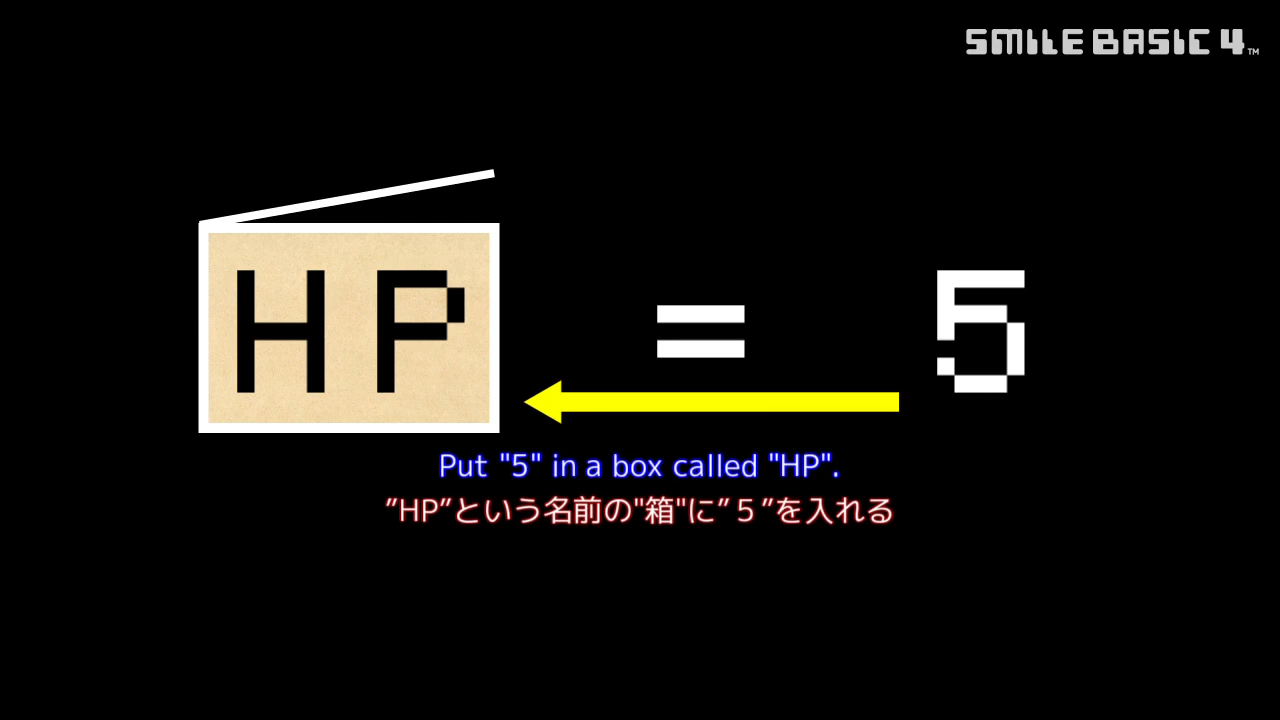 SMILE BASIC 4™
HP = 5
Put "5" in a box called "HP".
”HP”という名前の"箱"に”５”を入れる